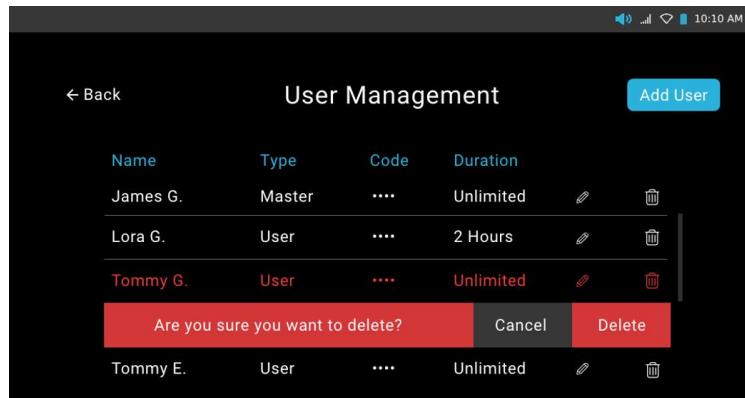 10:10 AM
← Back User Management Add User
Name Type Code Duration
James G. Master •••• Unlimited
Lora G. User •••• 2 Hours
Tommy G. User •••• Unlimited
Are you sure you want to delete? Cancel Delete
Tommy E. User •••• Unlimited